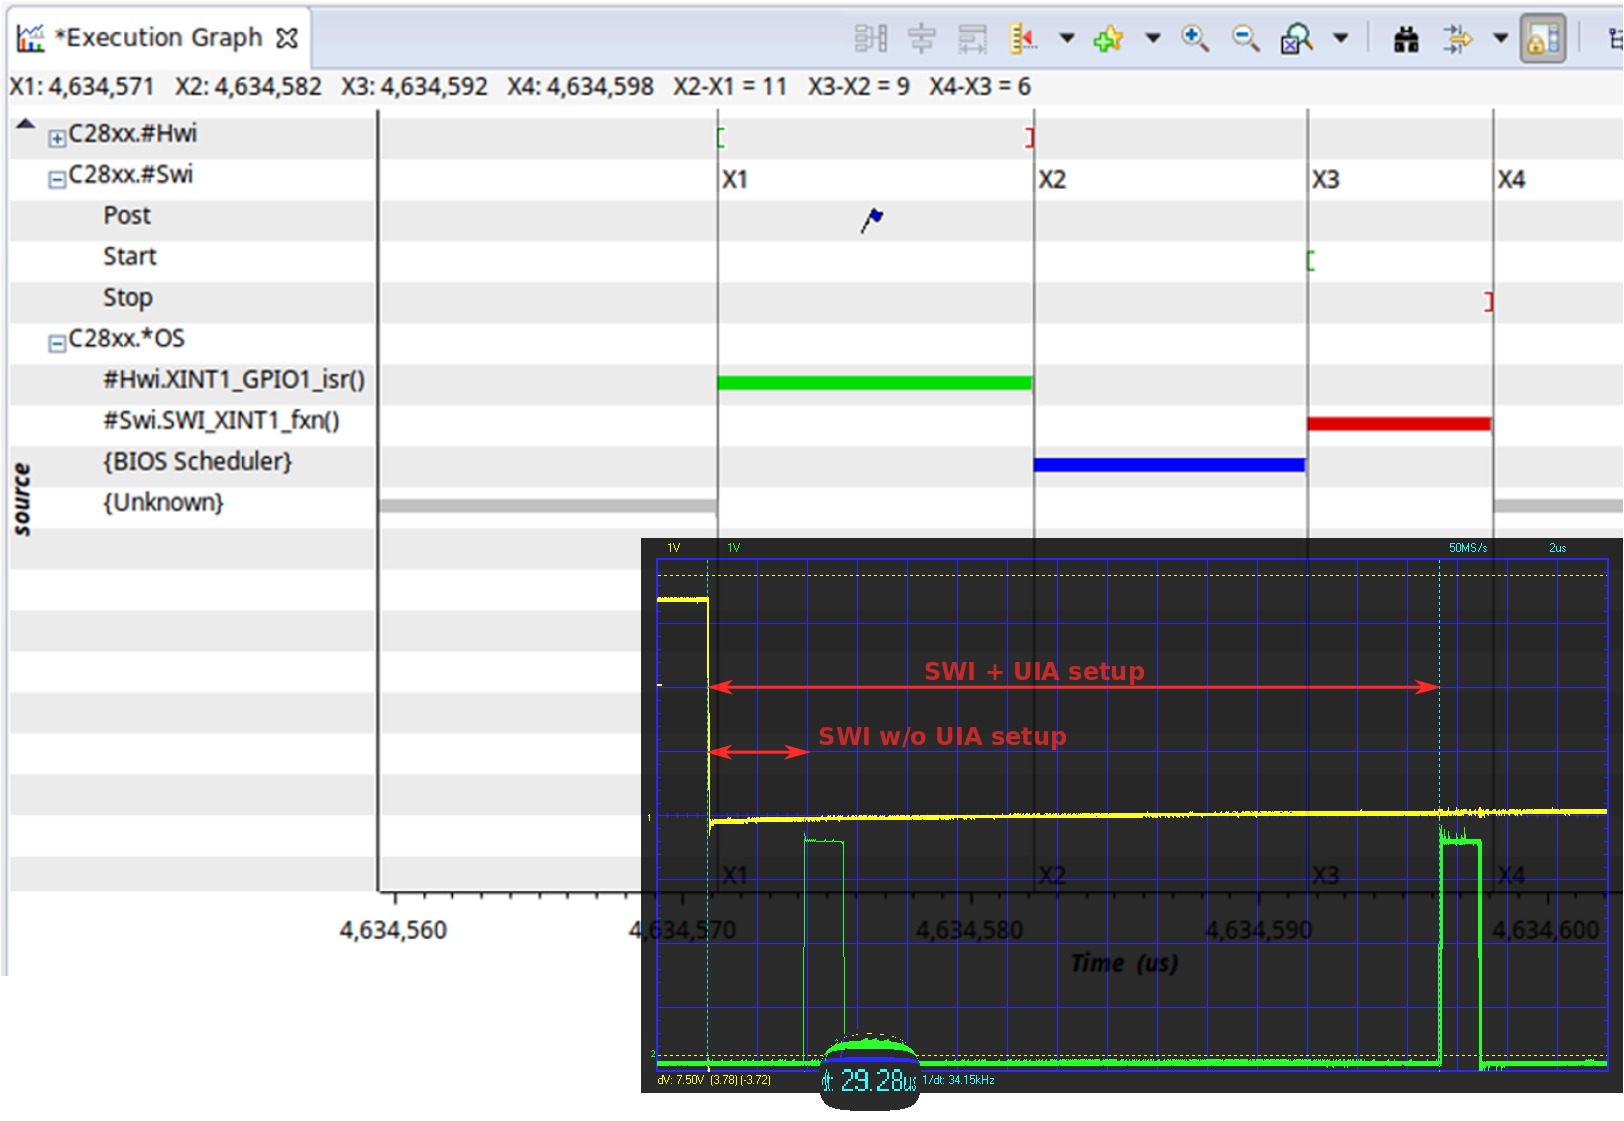 *Execution Graph
X1: 4,634,571 X2: 4,634,582 X3: 4,634,592 X4: 4,634,598 X2-X1 = 11 X3-X2 = 9 X4-X3 = 6
C28xx.#Hwi
C28xx.#Swi
X1 X2 X3 X4
Post
Start
Stop
C28xx.*OS
#Hwi.XINT1_GPIO1_isr()
#Swi.SWI_XINT1_fxn()
{BIOS Scheduler}
{Unknown}
source
1V 1V 50MS/s 2us
SWI + UIA setup
SWI w/o UIA setup
1
X1 X2 X3 X4
4,634,560 4,634,570 4,634,580 4,634,590 4,634,600
Time (us)
2
dV: 7.50V (3.78) (-3.72) dt: 29.28us 1/dt: 34.15kHz